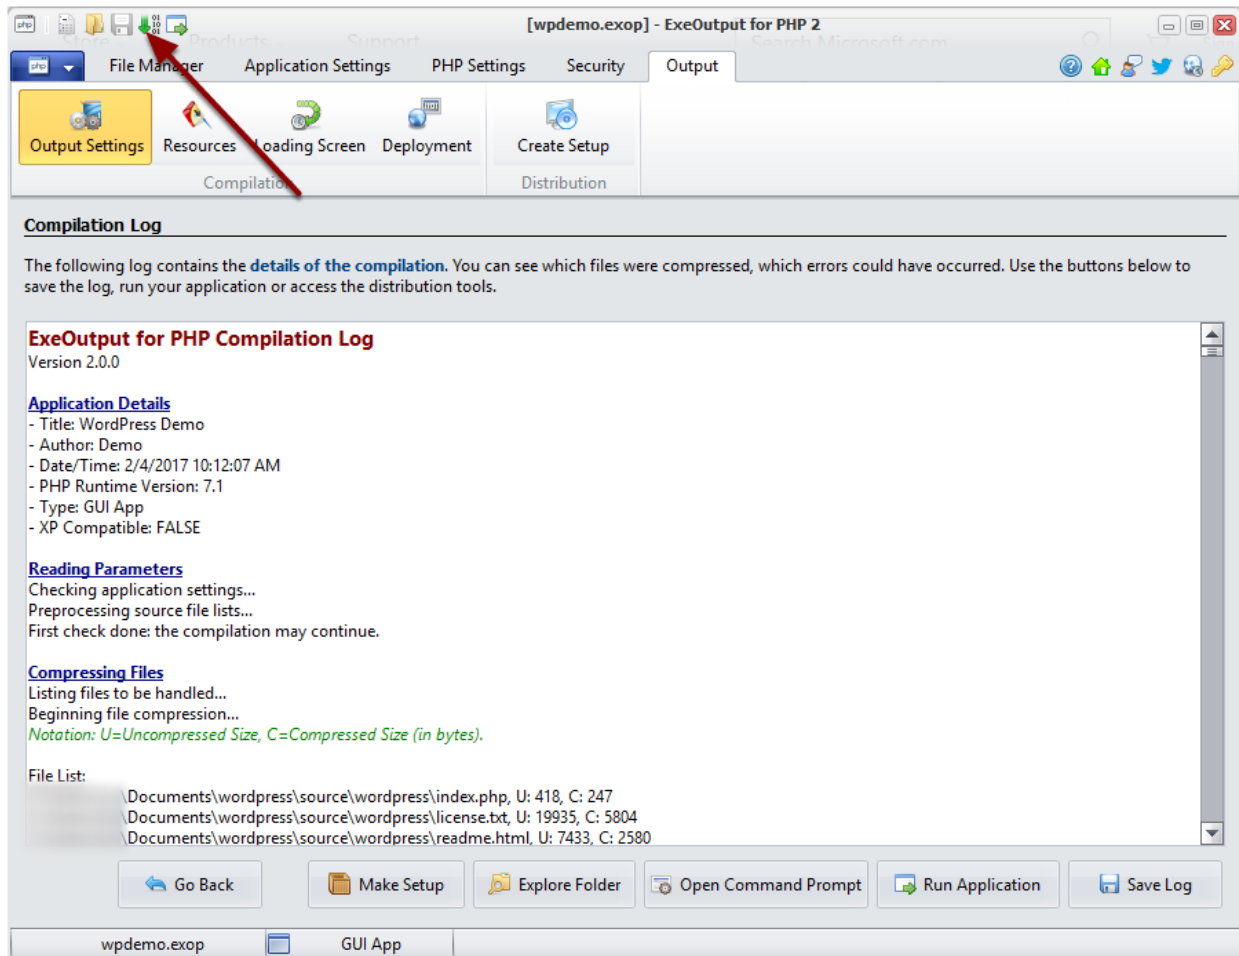 [wpdemo.exop] - ExeOutput for PHP 2
Store Products Support Search Microsoft.com
php File Manager Application Settings PHP Settings Security Output
Output Settings Resources Loading Screen Deployment Create Setup
Compilation Distribution
Compilation Log
The following log contains the details of the compilation. You can see which files were compressed, which errors could have occurred. Use the buttons below to
save the log, run your application or access the distribution tools.
ExeOutput for PHP Compilation Log
Version 2.0.0
Application Details
- Title: WordPress Demo
- Author: Demo
- Date/Time: 2/4/2017 10:12:07 AM
- PHP Runtime Version: 7.1
- Type: GUI App
- XP Compatible: FALSE
Reading Parameters
Checking application settings...
Preprocessing source file lists...
First check done: the compilation may continue.
Compressing Files
Listing files to be handled...
Beginning file compression...
Notation: U=Uncompressed Size, C=Compressed Size (in bytes).
File List:
\Documents\wordpress\source\wordpress\index.php, U: 418, C: 247
\Documents\wordpress\source\wordpress\license.txt, U: 19935, C: 5804
\Documents\wordpress\source\wordpress\readme.html, U: 7433, C: 2580
Go Back Make Setup Explore Folder Open Command Prompt Run Application Save Log
wpdemo.exop GUI App